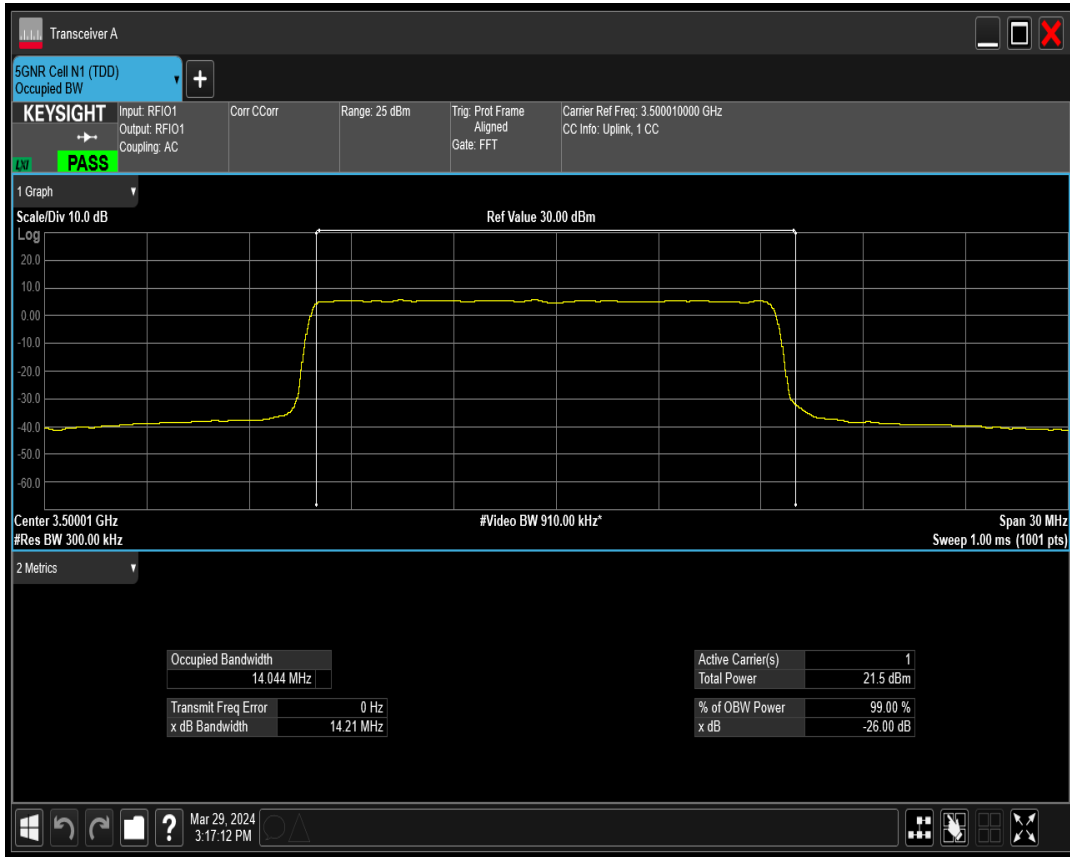 Transceiver A
5GNR Cell N1 (TDD)
Occupied BW
+
KEYSIGHT
LXI
PASS
Input: RFIO1
Output: RFIO1
Coupling: AC
Corr CCorr
Range: 25 dBm
Trig: Prot Frame
Aligned
Gate: FFT
Carrier Ref Freq: 3.500010000 GHz
CC Info: Uplink, 1 CC
1 Graph
Scale/Div 10.0 dB
Ref Value 30.00 dBm
Log
20.0
10.0
0.00
-10.0
-20.0
-30.0
-40.0
-50.0
-60.0
Center 3.50001 GHz
#Video BW 910.00 kHz*
Span 30 MHz
#Res BW 300.00 kHz
Sweep 1.00 ms (1001 pts)
2 Metrics
Occupied Bandwidth
14.044 MHz
Transmit Freq Error 0 Hz
x dB Bandwidth 14.21 MHz
Active Carrier(s) 1
Total Power 21.5 dBm
% of OBW Power 99.00 %
x dB -26.00 dB
?
Mar 29, 2024
3:17:12 PM